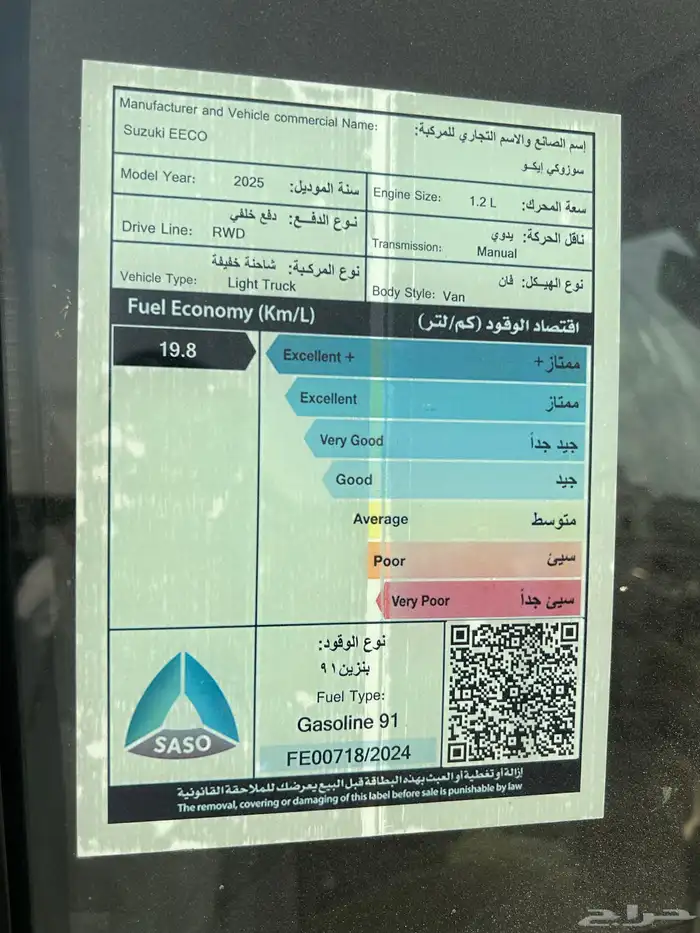 Manufacturer and Vehicle commercial Name: إسم الصانع والاسم التجاري للمركبة:
Suzuki EECO سوزوكي إيكو
Model Year: 2025 سنة الموديل:
Engine Size: 1.2 L سعة المحرك:
Drive Line: RWD نوع الدفع: دفع خلفي
Transmission: Manual ناقل الحركة: يدوي
Vehicle Type: Light Truck نوع المركبة: شاحنة خفيفة
Body Style: Van نوع الهيكل: فان
Fuel Economy (Km/L) اقتصاد الوقود (كم/لتر)
19.8
Excellent + ممتاز+
Excellent ممتاز
Very Good جيد جداً
Good جيد
Average متوسط
Poor سيئ
Very Poor سيئ جداً
SASO
نوع الوقود:
بنزين ٩١
Fuel Type:
Gasoline 91
FE00718/2024
إزالة أو تغطية أو العبث بهذه البطاقة قبل البيع يعرضك للملاحقة القانونية
The removal, covering or damaging of this label before sale is punishable by law
حراج